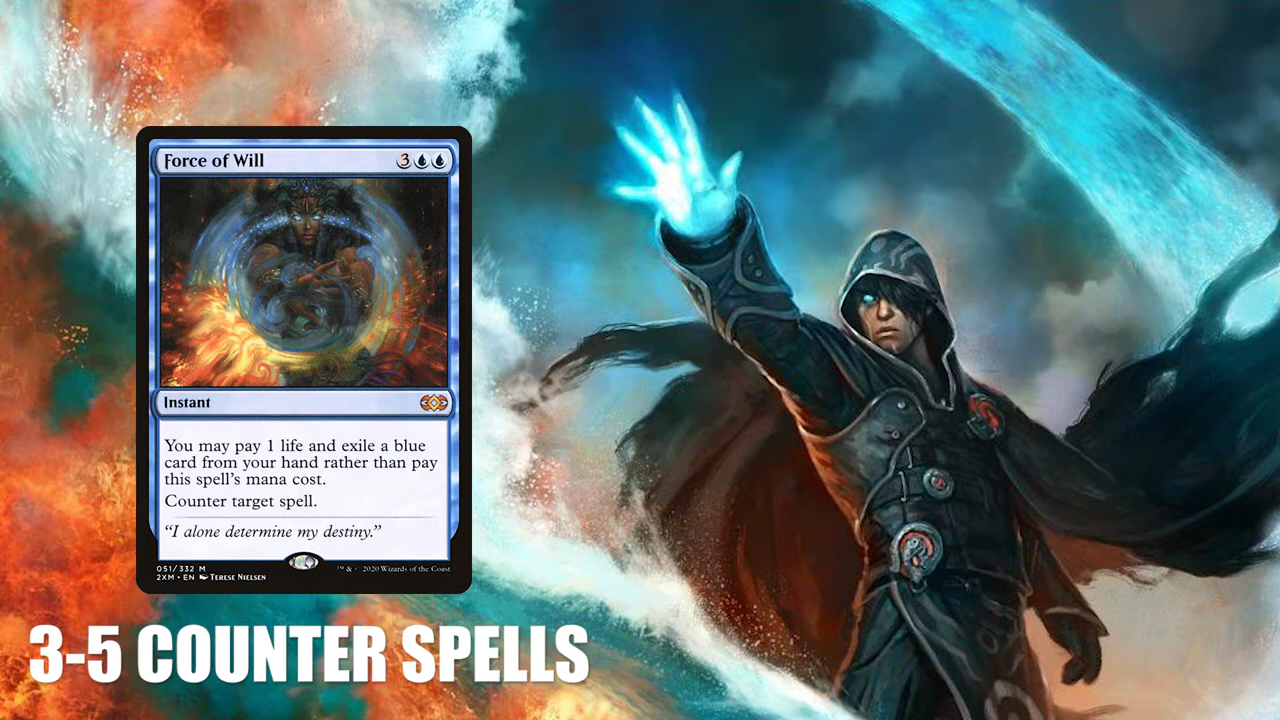 Force of Will 3
Instant
You may pay 1 life and exile a blue
card from your hand rather than pay
this spell's mana cost.
Counter target spell.
"I alone determine my destiny."
051/332 M
2XM • EN TERESE NIELSEN
™ & © 2020 Wizards of the Coast
3-5 COUNTER SPELLS